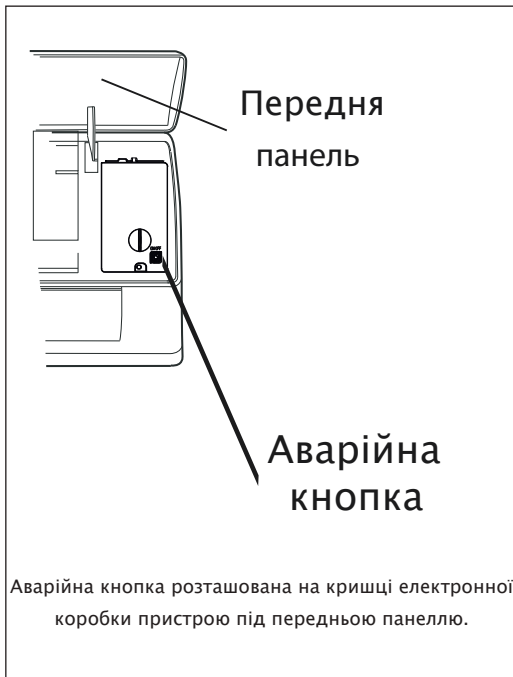 Передня
панель
Аварійна
кнопка
Аварійна кнопка розташована на кришці електронної
коробки пристрою під передньою панеллю.